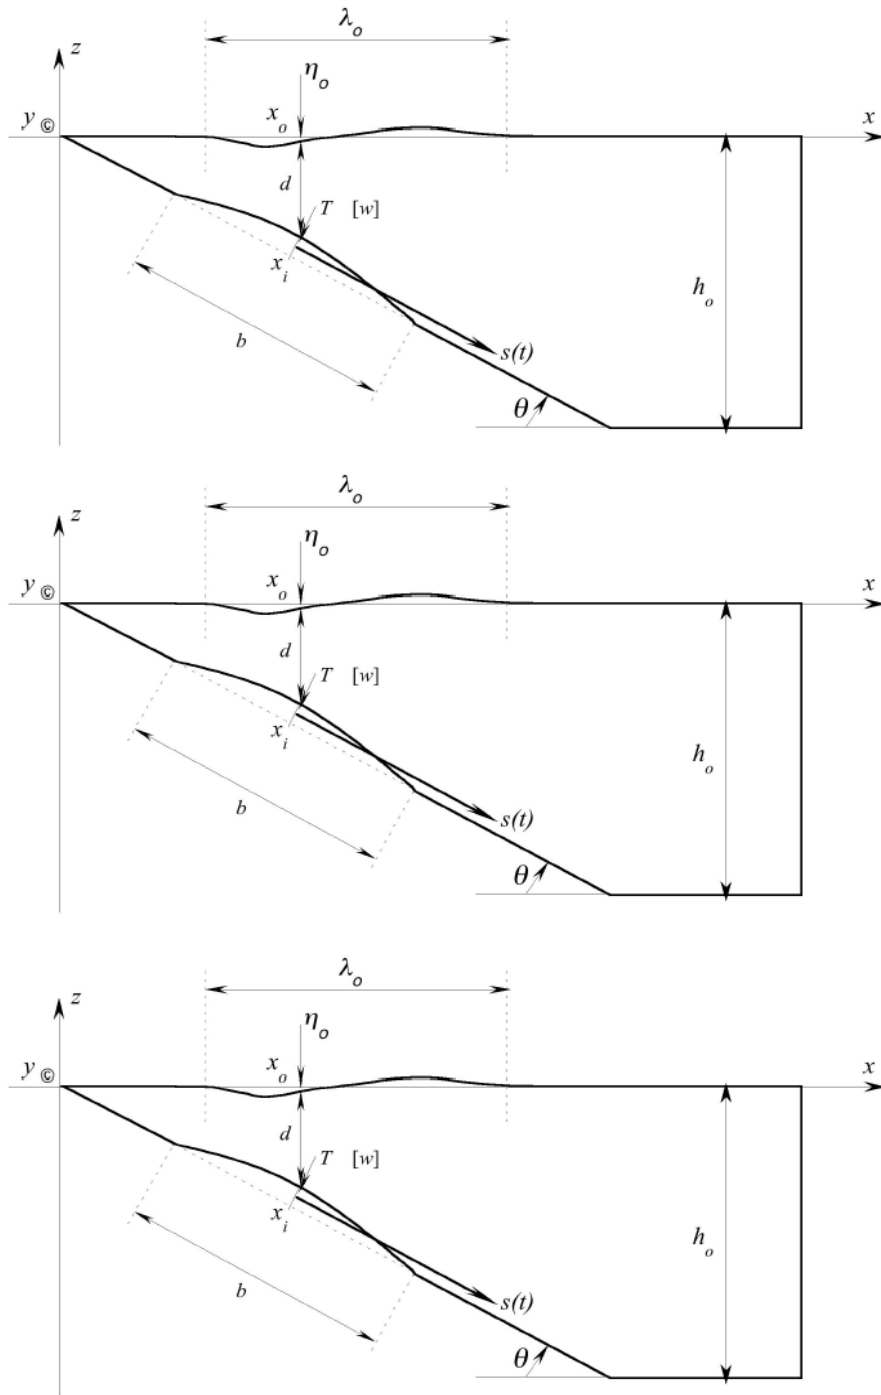 λo
z
ηo
y © xo x
d
T [w]
xi
ho
b
s(t)
θ
λo
z
ηo
y © xo x
d
T [w]
xi
ho
b
s(t)
θ
λo
z
ηo
y © xo x
d
T [w]
xi
ho
b
s(t)
θ